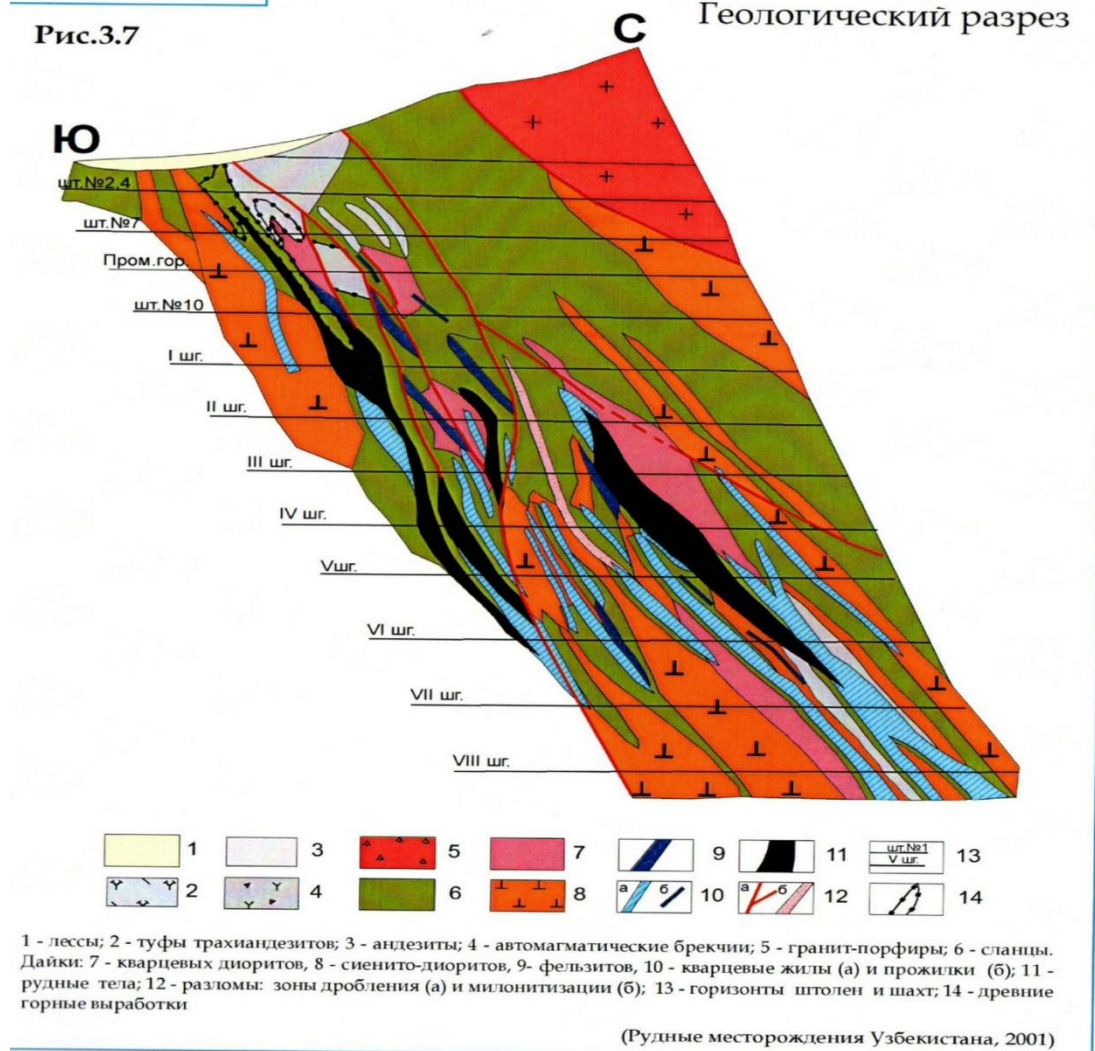 Геологический разрез
Рис.3.7
С
Ю
шт.№2,4
шт.№7
Пром.гор.
шт.№10
I шг.
II шг.
III шг.
IV шг.
Vшг.
VI шг.
VII шг.
VIII шг.
1
3
5
7
9
11
шт.№1
V шг.
13
2
4
6
8
а
б
10
а
б
12
14
1 - лессы; 2 - туфы трахиандезитов; 3 - андезиты; 4 - автомагматические брекчии; 5 - гранит-порфиры; 6 - сланцы.
Дайки: 7 - кварцевых диоритов, 8 - сиенито-диоритов, 9- фельзитов, 10 - кварцевые жилы (а) и прожилки (б); 11 -
рудные тела; 12 - разломы: зоны дробления (а) и милонитизации (б); 13 - горизонты штолен и шахт; 14 - древние
горные выработки
(Рудные месторождения Узбекистана, 2001)